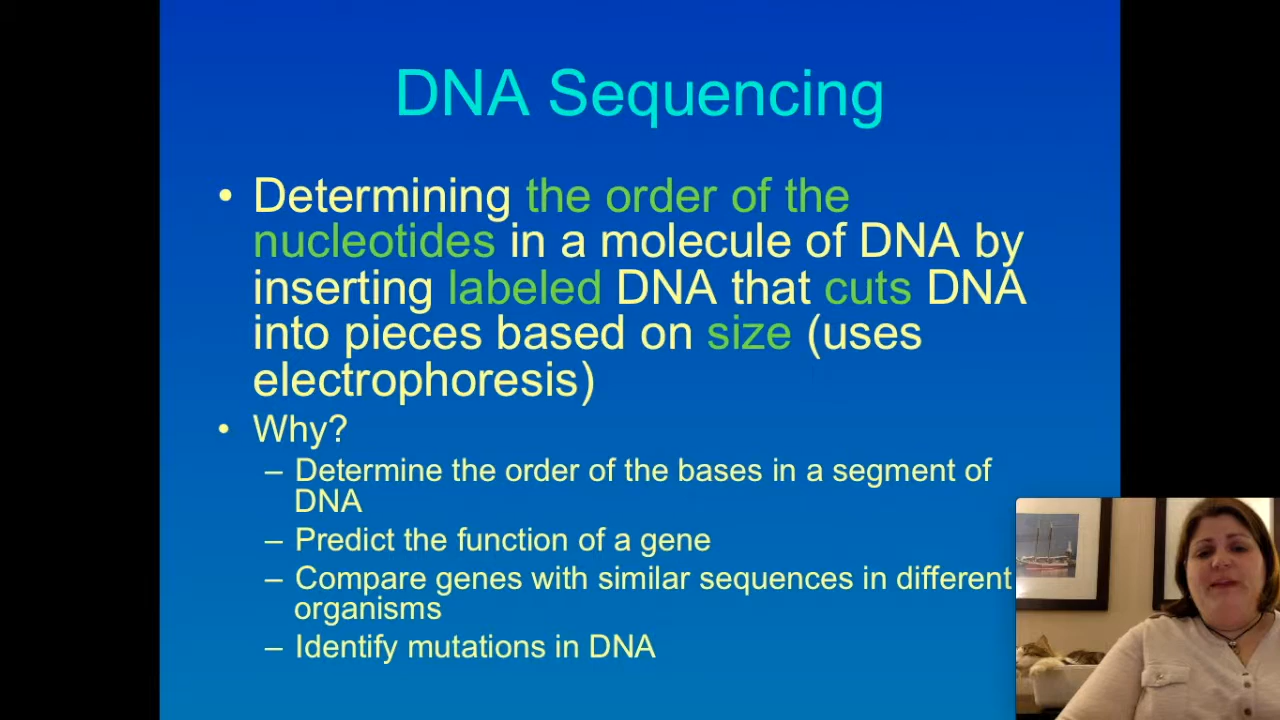 DNA Sequencing
• Determining the order of the
nucleotides in a molecule of DNA by
inserting labeled DNA that cuts DNA
into pieces based on size (uses
electrophoresis)
• Why?
– Determine the order of the bases in a segment of
DNA
– Predict the function of a gene
– Compare genes with similar sequences in different
organisms
– Identify mutations in DNA